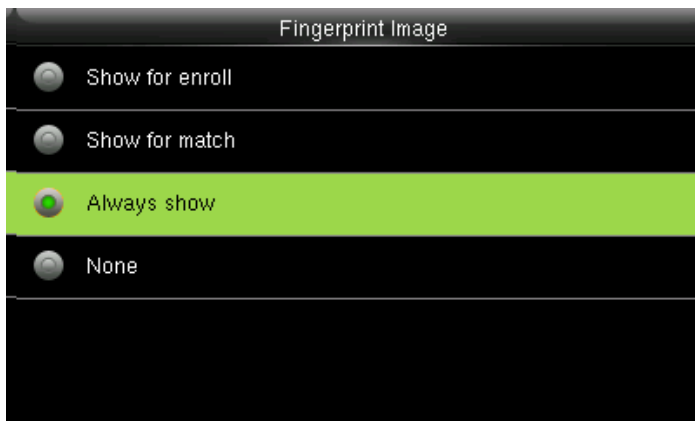 Fingerprint Image
Show for enroll
Show for match
Always show
None